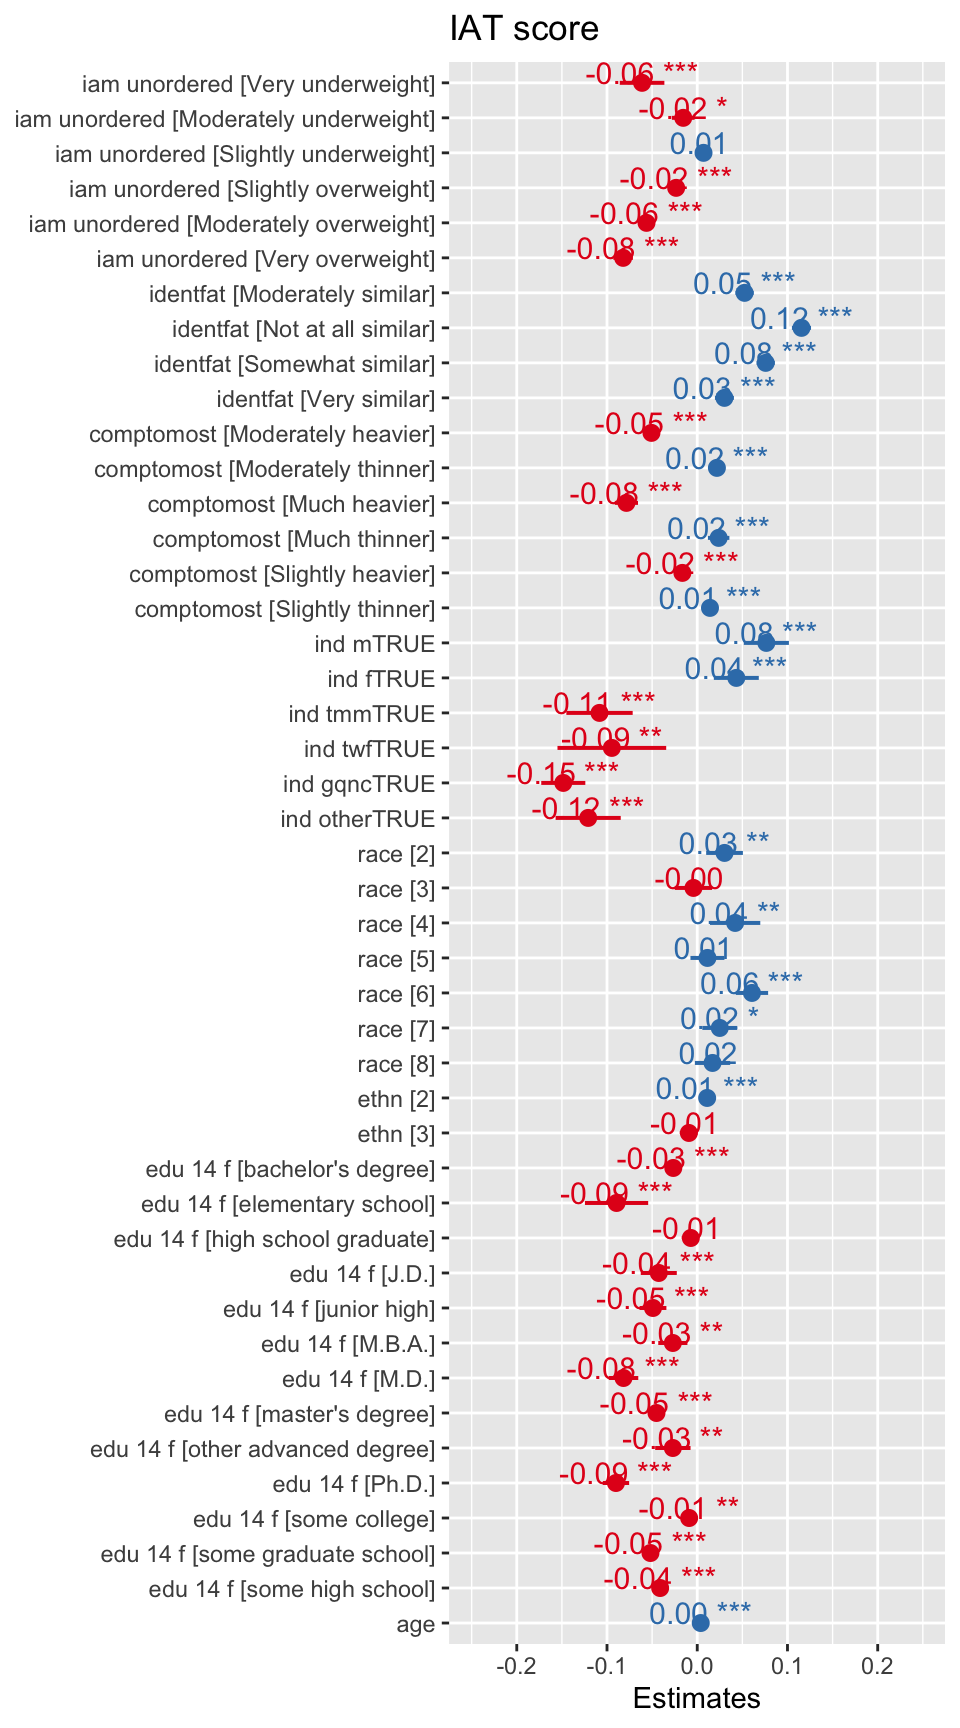 IAT score
iam unordered [Very underweight] -0.06 ***
iam unordered [Moderately underweight] -0.02 *
iam unordered [Slightly underweight] 0.01
iam unordered [Slightly overweight] -0.02 ***
iam unordered [Moderately overweight] -0.06 ***
iam unordered [Very overweight] -0.08 ***
identfat [Moderately similar] 0.05 ***
identfat [Not at all similar] 0.12 ***
identfat [Somewhat similar] 0.08 ***
identfat [Very similar] 0.03 ***
comptomost [Moderately heavier] -0.05 ***
comptomost [Moderately thinner] 0.02 ***
comptomost [Much heavier] -0.08 ***
comptomost [Much thinner] 0.02 ***
comptomost [Slightly heavier] -0.02 ***
comptomost [Slightly thinner] 0.01 ***
ind mTRUE 0.08 ***
ind fTRUE 0.04 ***
ind tmmTRUE -0.11 ***
ind twfTRUE -0.09 **
ind gqncTRUE -0.15 ***
ind otherTRUE -0.12 ***
race [2] 0.03 **
race [3] -0.00
race [4] 0.04 **
race [5] 0.01
race [6] 0.06 ***
race [7] 0.02 *
race [8] 0.02
ethn [2] 0.01 ***
ethn [3] -0.01
edu 14 f [bachelor's degree] -0.03 ***
edu 14 f [elementary school] -0.09 ***
edu 14 f [high school graduate] -0.01
edu 14 f [J.D.] -0.04 ***
edu 14 f [junior high] -0.05 ***
edu 14 f [M.B.A.] -0.03 **
edu 14 f [M.D.] -0.08 ***
edu 14 f [master's degree] -0.05 ***
edu 14 f [other advanced degree] -0.03 **
edu 14 f [Ph.D.] -0.09 ***
edu 14 f [some college] -0.01 **
edu 14 f [some graduate school] -0.05 ***
edu 14 f [some high school] -0.04 ***
age 0.00 ***
-0.2 -0.1 0.0 0.1 0.2
Estimates